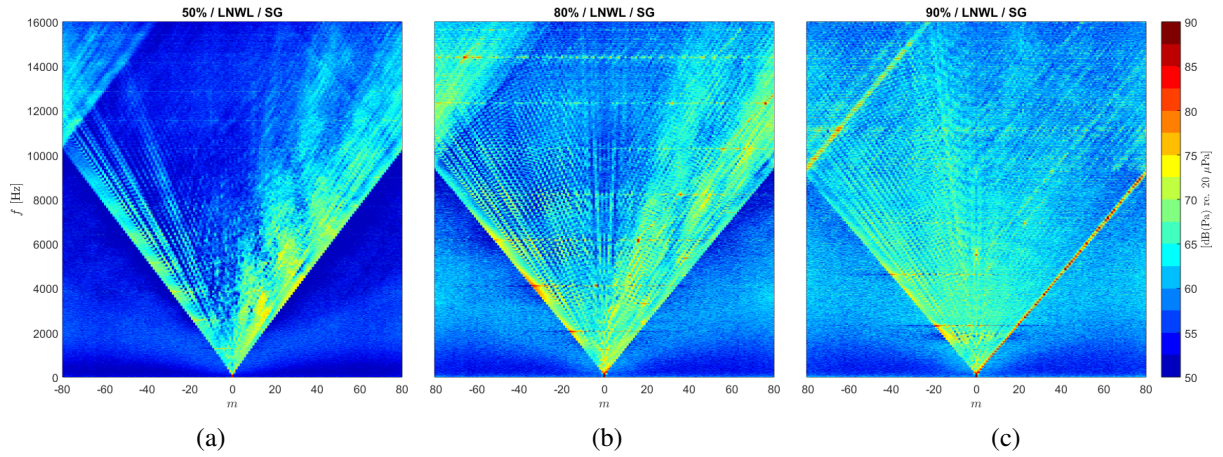 50% / LNWL / SG
80% / LNWL / SG
90% / LNWL / SG
16000
14000
12000
10000
8000
6000
4000
2000
0
f [Hz]
-80 -60 -40 -20 0 20 40 60 80
m
-80 -60 -40 -20 0 20 40 60 80
m
-80 -60 -40 -20 0 20 40 60 80
m
90
85
80
75
70
65
60
55
50
[dB(Pa) re. 20 μPa]
(a)
(b)
(c)